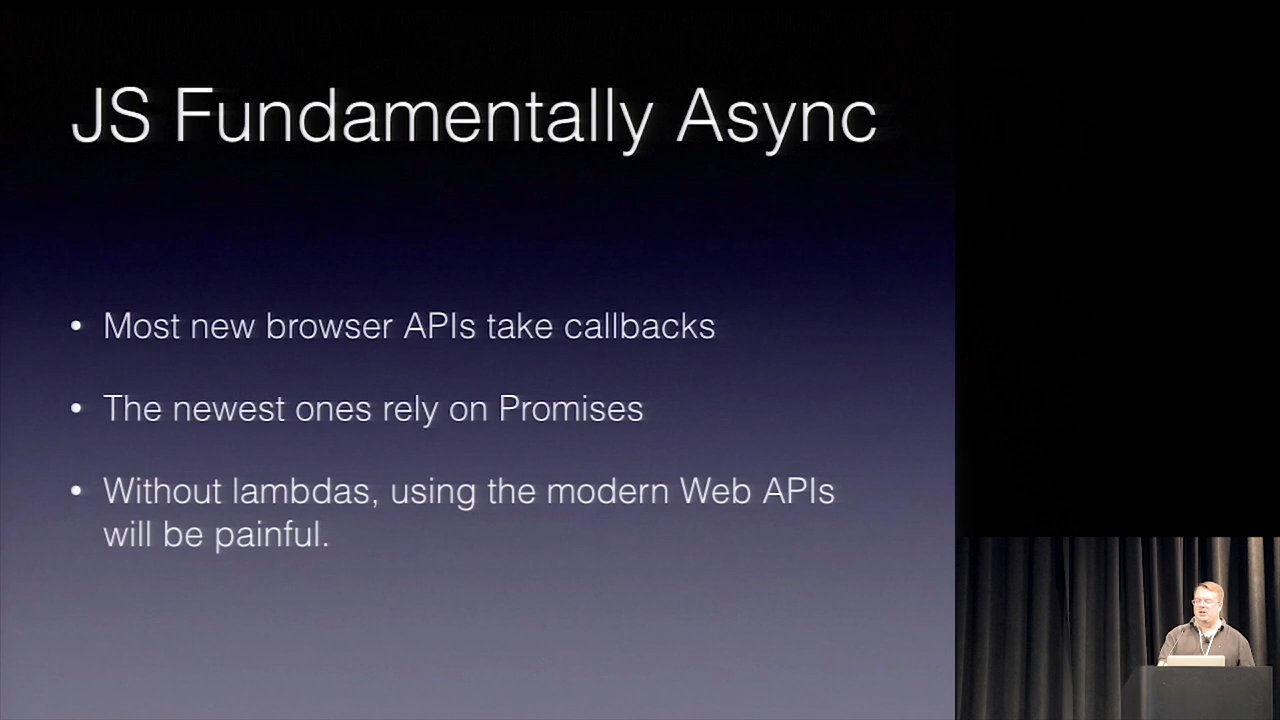 JS Fundamentally Async
• Most new browser APIs take callbacks
• The newest ones rely on Promises
• Without lambdas, using the modern Web APIs
will be painful.